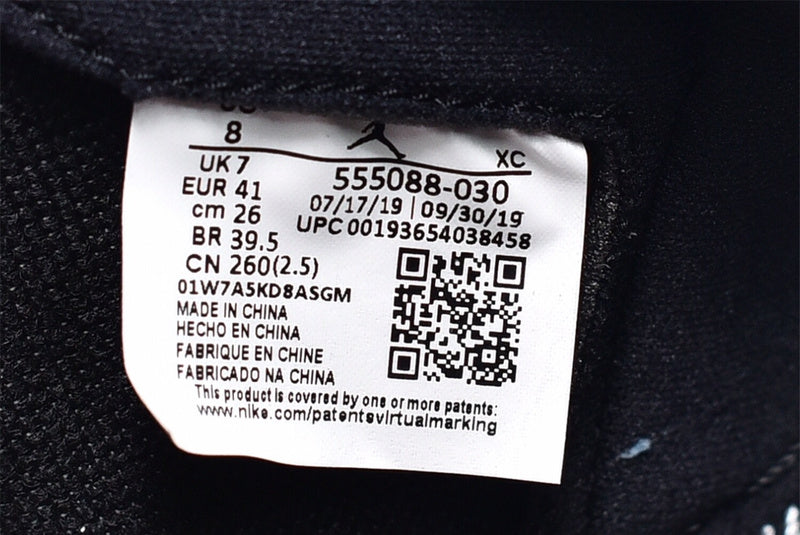 8
XC
UK 7
EUR 41
cm 26
BR 39.5
CN 260(2.5)
555088-030
07/17/19 | 09/30/19
UPC 00193654038458
01W7A5KD8ASGM
MADE IN CHINA
HECHO EN CHINA
FABRIQUE EN CHINE
FABRICADO NA CHINA
This product is covered by one or more patents:
www.nike.com/patentsvirtualmarking